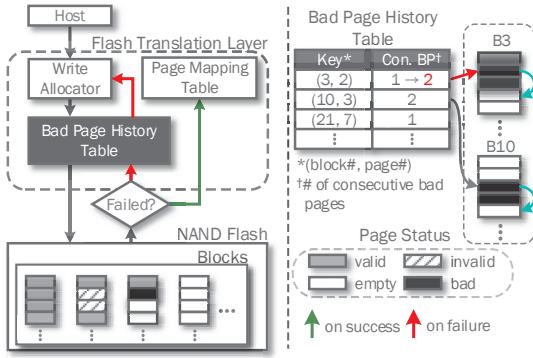 Host
Flash Translation Layer
Write
Allocator
Page Mapping
Table
Bad Page History
Table
Failed?
NAND Flash
Blocks
...
Bad Page History
Table
Key* Con. BP†
(3, 2) 1 → 2
(10, 3) 2
(21, 7) 1
⋮ ⋮
*(block#, page#)
†# of consecutive bad
pages
B3
B10
Page Status
valid invalid
empty bad
on success on failure